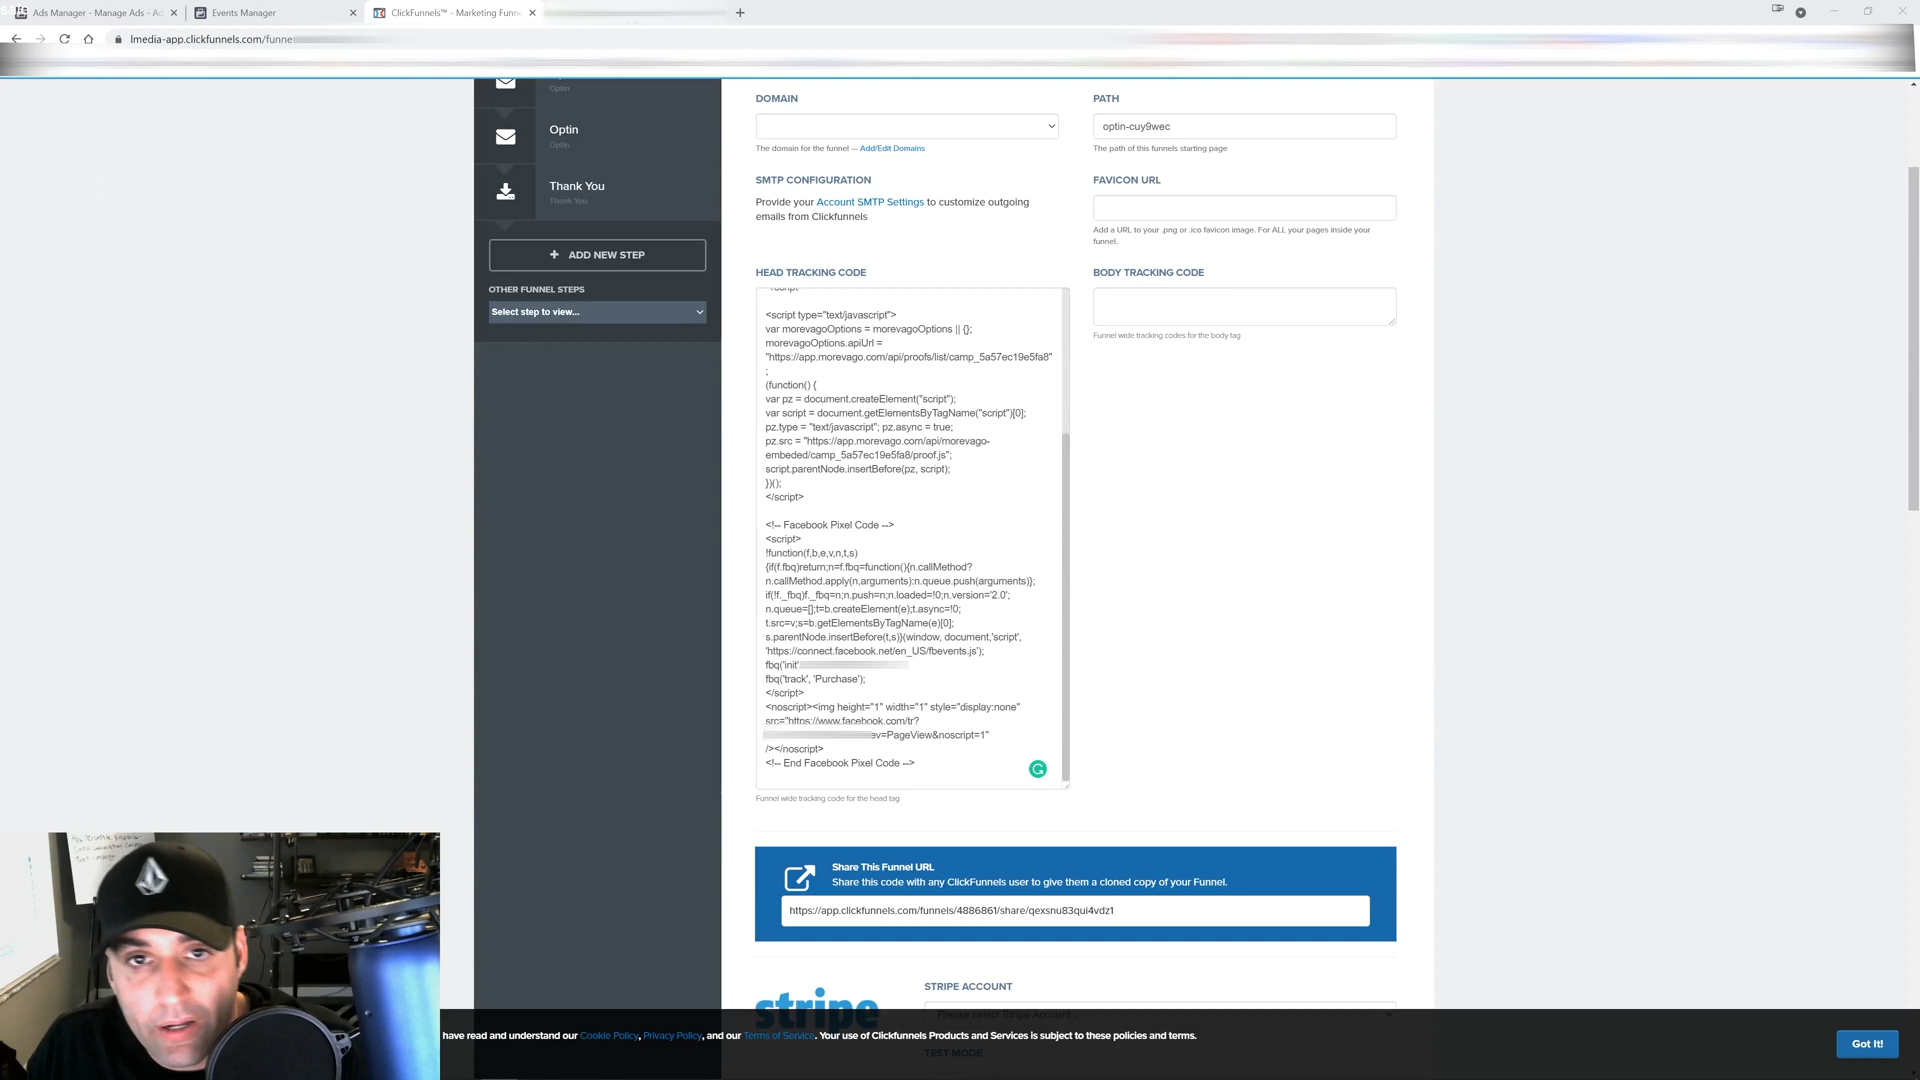 Ads Manager - Manage Ads - Ad
Events Manager
ClickFunnels™ - Marketing Funn
lmedia-app.clickfunnels.com/funne
Optin
Optin
Optin
Thank You
Thank You
ADD NEW STEP
OTHER FUNNEL STEPS
Select step to view...
DOMAIN
The domain for the funnel — Add/Edit Domains
PATH
optin-cuy9wec
The path of this funnels starting page
SMTP CONFIGURATION
Provide your Account SMTP Settings to customize outgoing
emails from Clickfunnels
FAVICON URL
Add a URL to your .png or .ico favicon image. For ALL your pages inside your
funnel.
HEAD TRACKING CODE
<script type="text/javascript">
var morevagoOptions = morevagoOptions || {};
morevagoOptions.apiUrl =
"https://app.morevago.com/api/proofs/list/camp_5a57ec19e5fa8"
;
(function() {
var pz = document.createElement("script");
var script = document.getElementsByTagName("script")[0];
pz.type = "text/javascript"; pz.async = true;
pz.src = "https://app.morevago.com/api/morevago-
embeded/camp_5a57ec19e5fa8/proof.js";
script.parentNode.insertBefore(pz, script);
})();
</script>
<!-- Facebook Pixel Code -->
<script>
!function(f,b,e,v,n,t,s)
{if(f.fbq)return;n=f.fbq=function(){n.callMethod?
n.callMethod.apply(n,arguments):n.queue.push(arguments)};
if(!f._fbq)f._fbq=n;n.push=n;n.loaded=!0;n.version='2.0';
n.queue=[];t=b.createElement(e);t.async=!0;
t.src=v;s=b.getElementsByTagName(e)[0];
s.parentNode.insertBefore(t,s)}(window, document,'script',
'https://connect.facebook.net/en_US/fbevents.js');
fbq('init'
fbq('track', 'Purchase');
</script>
<noscript><img height="1" width="1" style="display:none"
src="https://www.facebook.com/tr?
ev=PageView&noscript=1"
/></noscript>
<!-- End Facebook Pixel Code -->
Funnel wide tracking code for the head tag
BODY TRACKING CODE
Funnel wide tracking codes for the body tag
Share This Funnel URL
Share this code with any ClickFunnels user to give them a cloned copy of your Funnel.
https://app.clickfunnels.com/funnels/4886861/share/qexsnu83qui4vdz1
stripe
STRIPE ACCOUNT
Please select Stripe Account...
have read and understand our Cookie Policy, Privacy Policy, and our Terms of Service. Your use of Clickfunnels Products and Services is subject to these policies and terms.
Got It!
TEST MODE